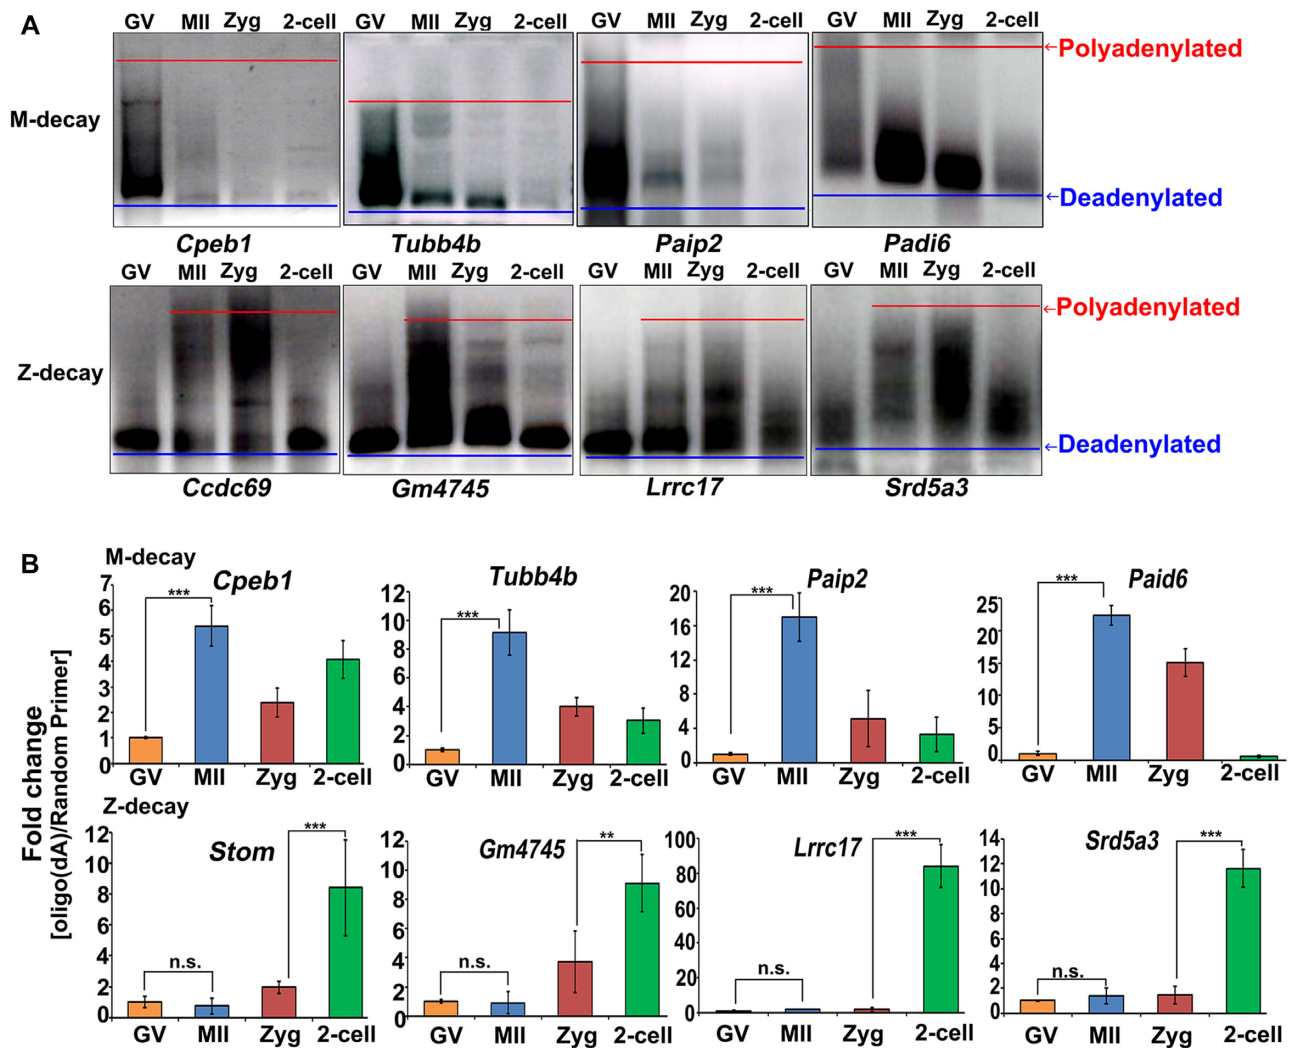 A
GV MII Zyg 2-cell GV MII Zyg 2-cell GV MII Zyg 2-cell GV MII Zyg 2-cell
←Polyadenylated
M-decay
←Deadenylated
Cpeb1 Tubb4b Paip2 Padi6
GV MII Zyg 2-cell GV MII Zyg 2-cell GV MII Zyg 2-cell GV MII Zyg 2-cell
←Polyadenylated
Z-decay
←Deadenylated
Ccdc69 Gm4745 Lrrc17 Srd5a3
B
Fold change
[oligo(dA)/Random Primer]
M-decay
Cpeb1
7
6
5
4
3
2
1
0
***
GV MII Zyg 2-cell
Tubb4b
12
10
8
6
4
2
0
***
GV MII Zyg 2-cell
Paip2
20
16
12
8
4
0
***
GV MII Zyg 2-cell
Paid6
25
20
15
10
5
0
***
GV MII Zyg 2-cell
Z-decay
Stom
12
10
8
6
4
2
0
n.s.
***
GV MII Zyg 2-cell
Gm4745
12
10
8
6
4
2
0
n.s.
**
GV MII Zyg 2-cell
Lrrc17
100
80
60
40
20
0
n.s.
***
GV MII Zyg 2-cell
Srd5a3
14
12
10
8
6
4
2
0
n.s.
***
GV MII Zyg 2-cell